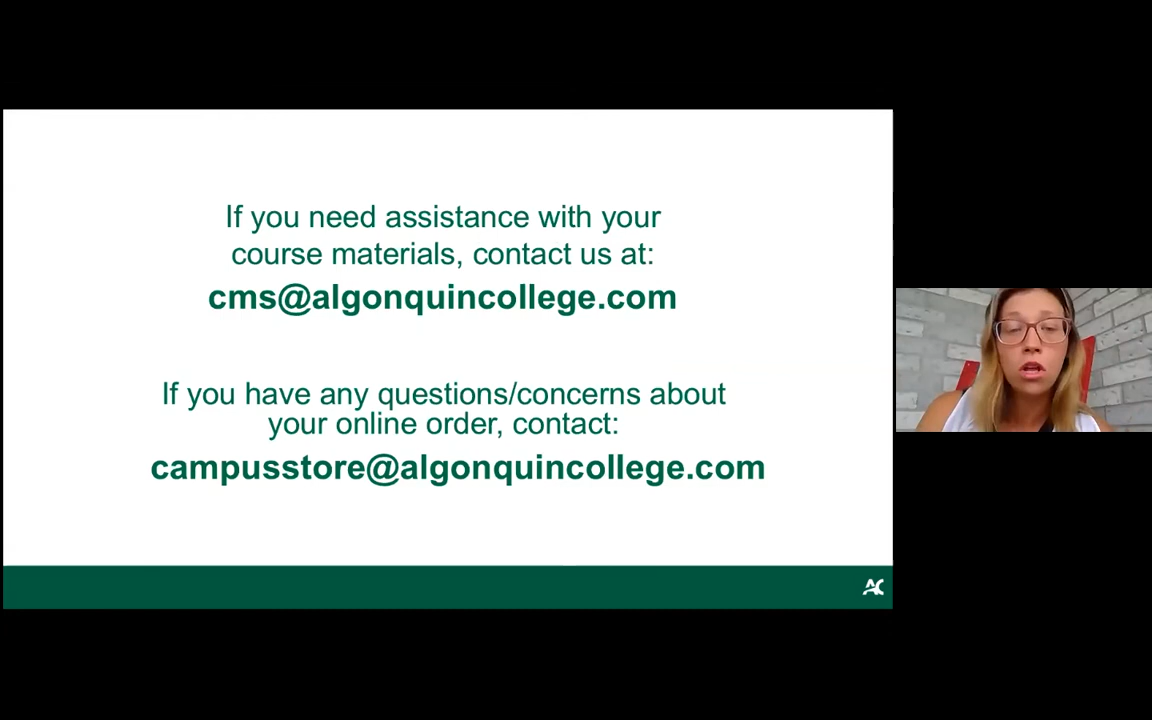 If you need assistance with your
course materials, contact us at:
cms@algonquincollege.com
If you have any questions/concerns about
your online order, contact:
campusstore@algonquincollege.com
AC